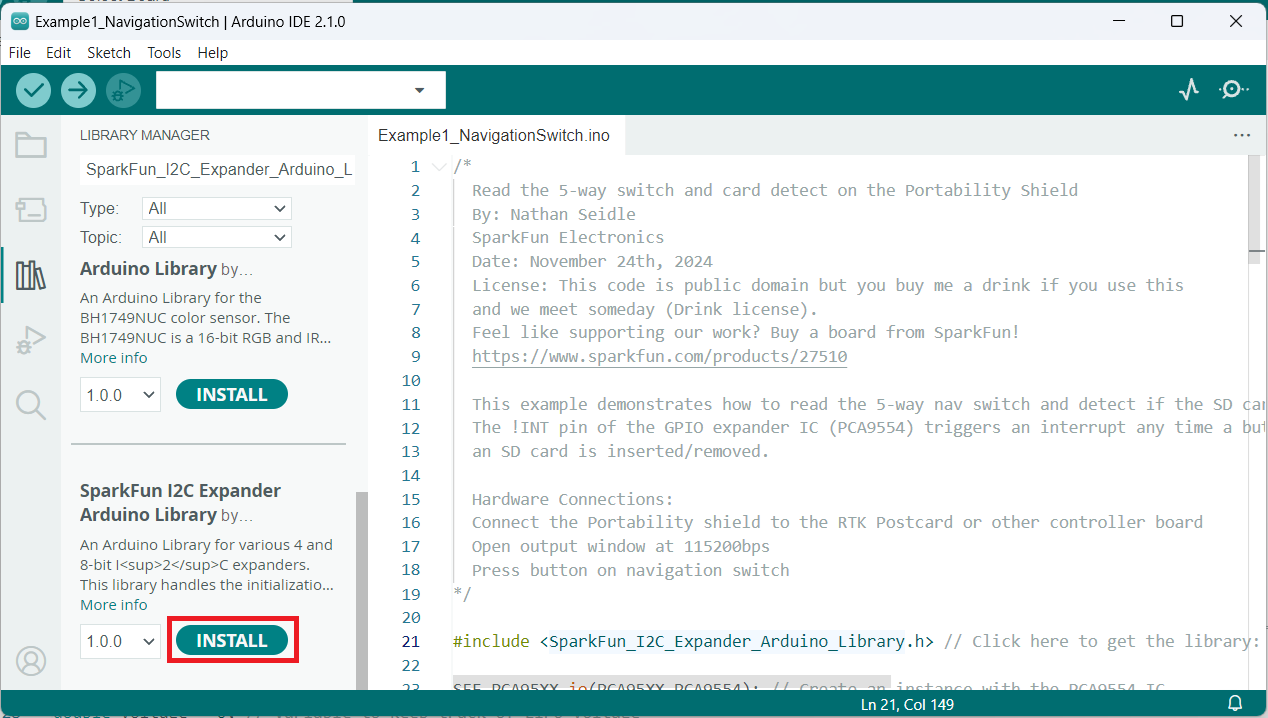 Example1_NavigationSwitch | Arduino IDE 2.1.0
File Edit Sketch Tools Help
LIBRARY MANAGER
SparkFun_I2C_Expander_Arduino_L
Type: All
Topic: All
Arduino Library by...
An Arduino Library for the
BH1749NUC color sensor. The
BH1749NUC is a 16-bit RGB and IR...
More info
1.0.0 INSTALL
SparkFun I2C Expander
Arduino Library by...
An Arduino Library for various 4 and
8-bit I<sup>2</sup>C expanders.
This library handles the initializatio...
More info
1.0.0 INSTALL
Example1_NavigationSwitch.ino
1 /*
2 Read the 5-way switch and card detect on the Portability Shield
3 By: Nathan Seidle
4 SparkFun Electronics
5 Date: November 24th, 2024
6 License: This code is public domain but you buy me a drink if you use this
7 and we meet someday (Drink license).
8 Feel like supporting our work? Buy a board from SparkFun!
9 https://www.sparkfun.com/products/27510
10
11 This example demonstrates how to read the 5-way nav switch and detect if the SD car
12 The !INT pin of the GPIO expander IC (PCA9554) triggers an interrupt any time a but
13 an SD card is inserted/removed.
14
15 Hardware Connections:
16 Connect the Portability shield to the RTK Postcard or other controller board
17 Open output window at 115200bps
18 Press button on navigation switch
19 */
20
21 #include <SparkFun_I2C_Expander_Arduino_Library.h> // Click here to get the library:
22
23 SFE_PCA95XX io(PCA95XX_PCA9554); // Create an instance with the PCA9554 IC
Ln 21, Col 149